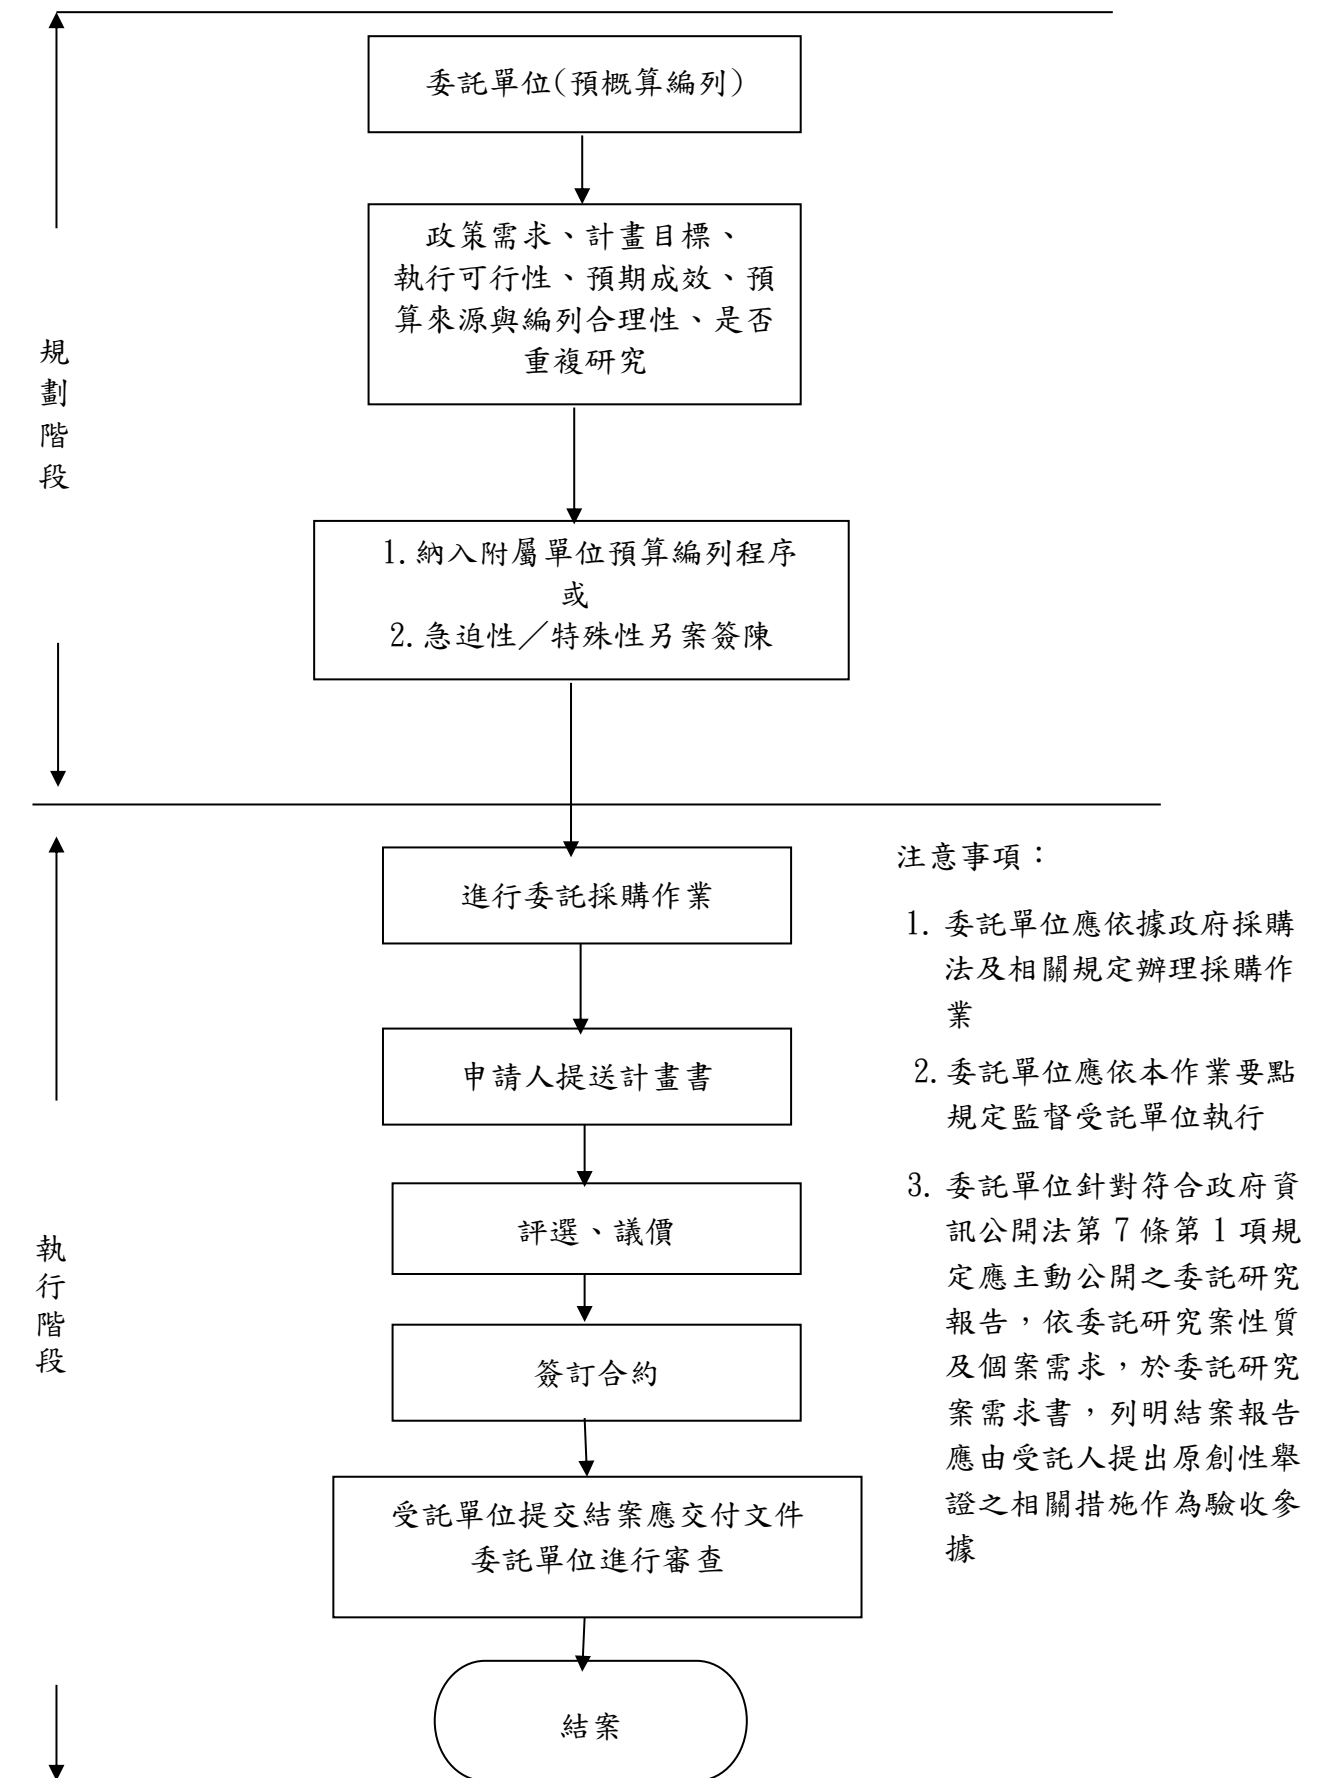 委託單位(預概算編列)
政策需求、計畫目標、
執行可行性、預期成效、預
算來源與編列合理性、是否
重複研究
規
劃
階
段
1.納入附屬單位預算編列程序
或
2.急迫性／特殊性另案簽陳
進行委託採購作業
申請人提送計畫書
評選、議價
簽訂合約
受託單位提交結案應交付文件
委託單位進行審查
結案
執
行
階
段
注意事項：
1. 委託單位應依據政府採購
法及相關規定辦理採購作
業
2. 委託單位應依本作業要點
規定監督受託單位執行
3. 委託單位針對符合政府資
訊公開法第 7 條第 1 項規
定應主動公開之委託研究
報告，依委託研究案性質
及個案需求，於委託研究
案需求書，列明結案報告
應由受託人提出原創性舉
證之相關措施作為驗收參
據